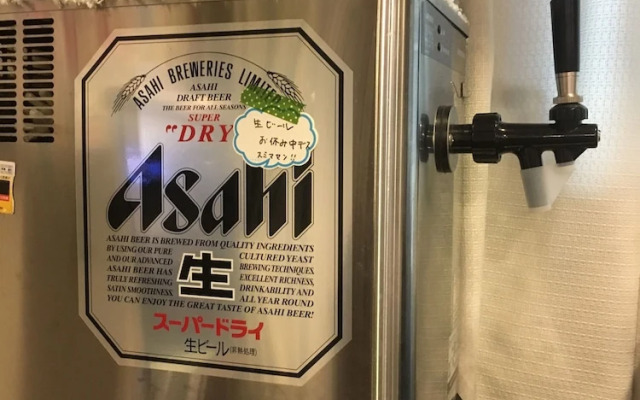 ASAHI BREWERIES LIMITED
ASAHI
DRAFT BEER
THE BEER FOR ALL SEASONS
SUPER
"DRY
生ビール
お休み中です
スミマセン!!
Asahi
ASAHI BEER IS BREWED FROM QUALITY INGREDIENTS
BY USING OUR PURE CULTURED YEAST
AND OUR ADVANCED BREWING TECHNIQUES.
ASAHI BEER HAS EXCELLENT RICHNESS,
TRULY REFRESHING DRINKABILITY AND
SATIN SMOOTHNESS. ALL YEAR ROUND
YOU CAN ENJOY THE GREAT TASTE OF ASAHI BEER!
生
スーパードライ
生ビール(非熱処理)